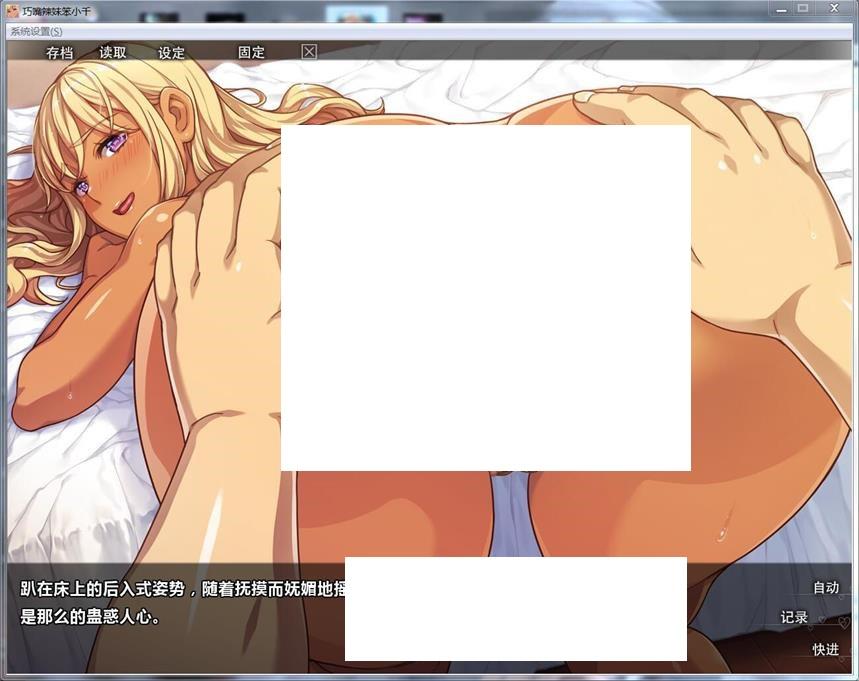 巧嘴辣妹笨小千
系统设置(S)
存档 读取 设定 固定
趴在床上的后入式姿势，随着抚摸而妩媚地摇
是那么的蛊惑人心。
自动
记录
快进